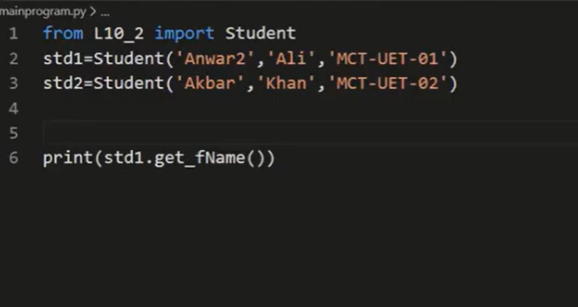 mainprogram.py > ...
1 from L10_2 import Student
2 std1=Student('Anwar2','Ali','MCT-UET-01')
3 std2=Student('Akbar','Khan','MCT-UET-02')
4
5
6 print(std1.get_fName())